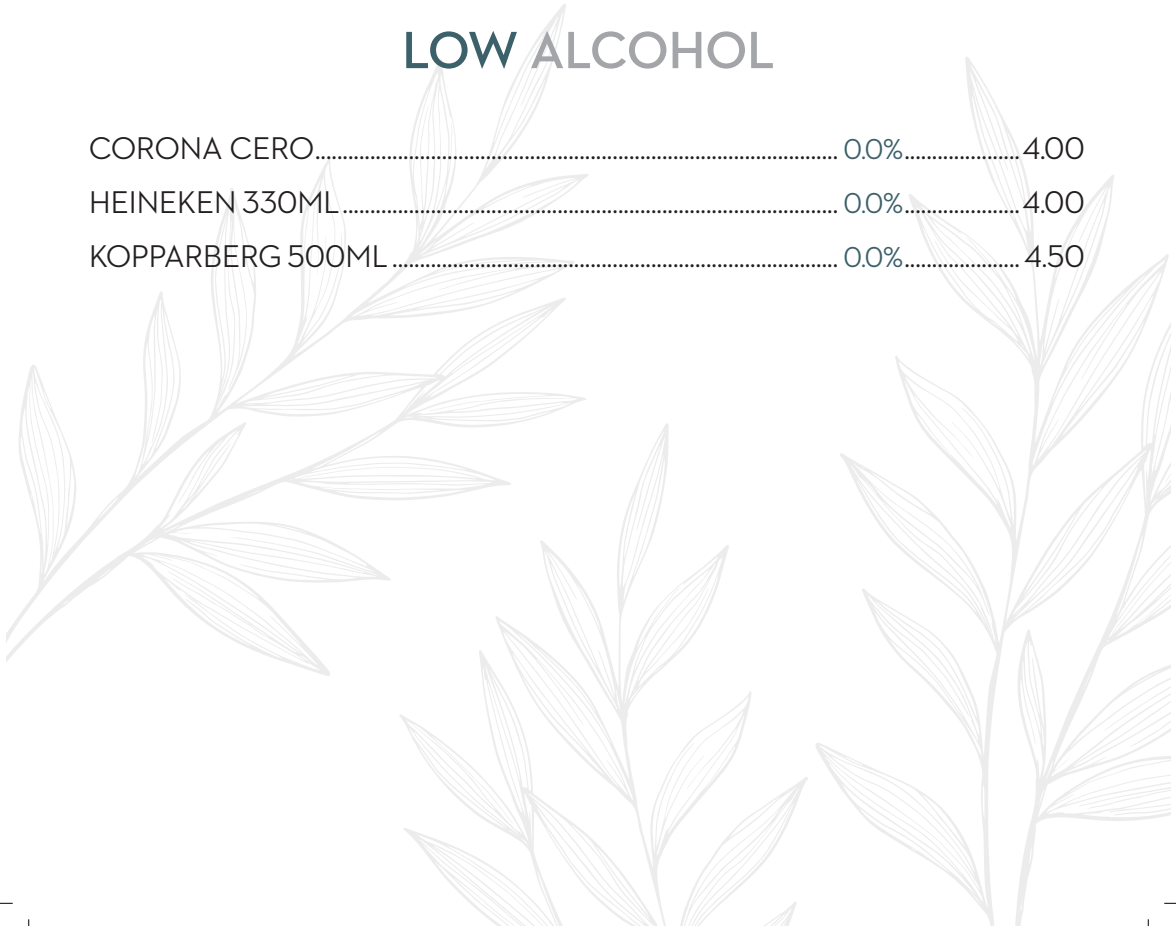 LOW ALCOHOL
CORONA CERO 0.0% 4.00
HEINEKEN 330ML 0.0% 4.00
KOPPARBERG 500ML 0.0% 4.50